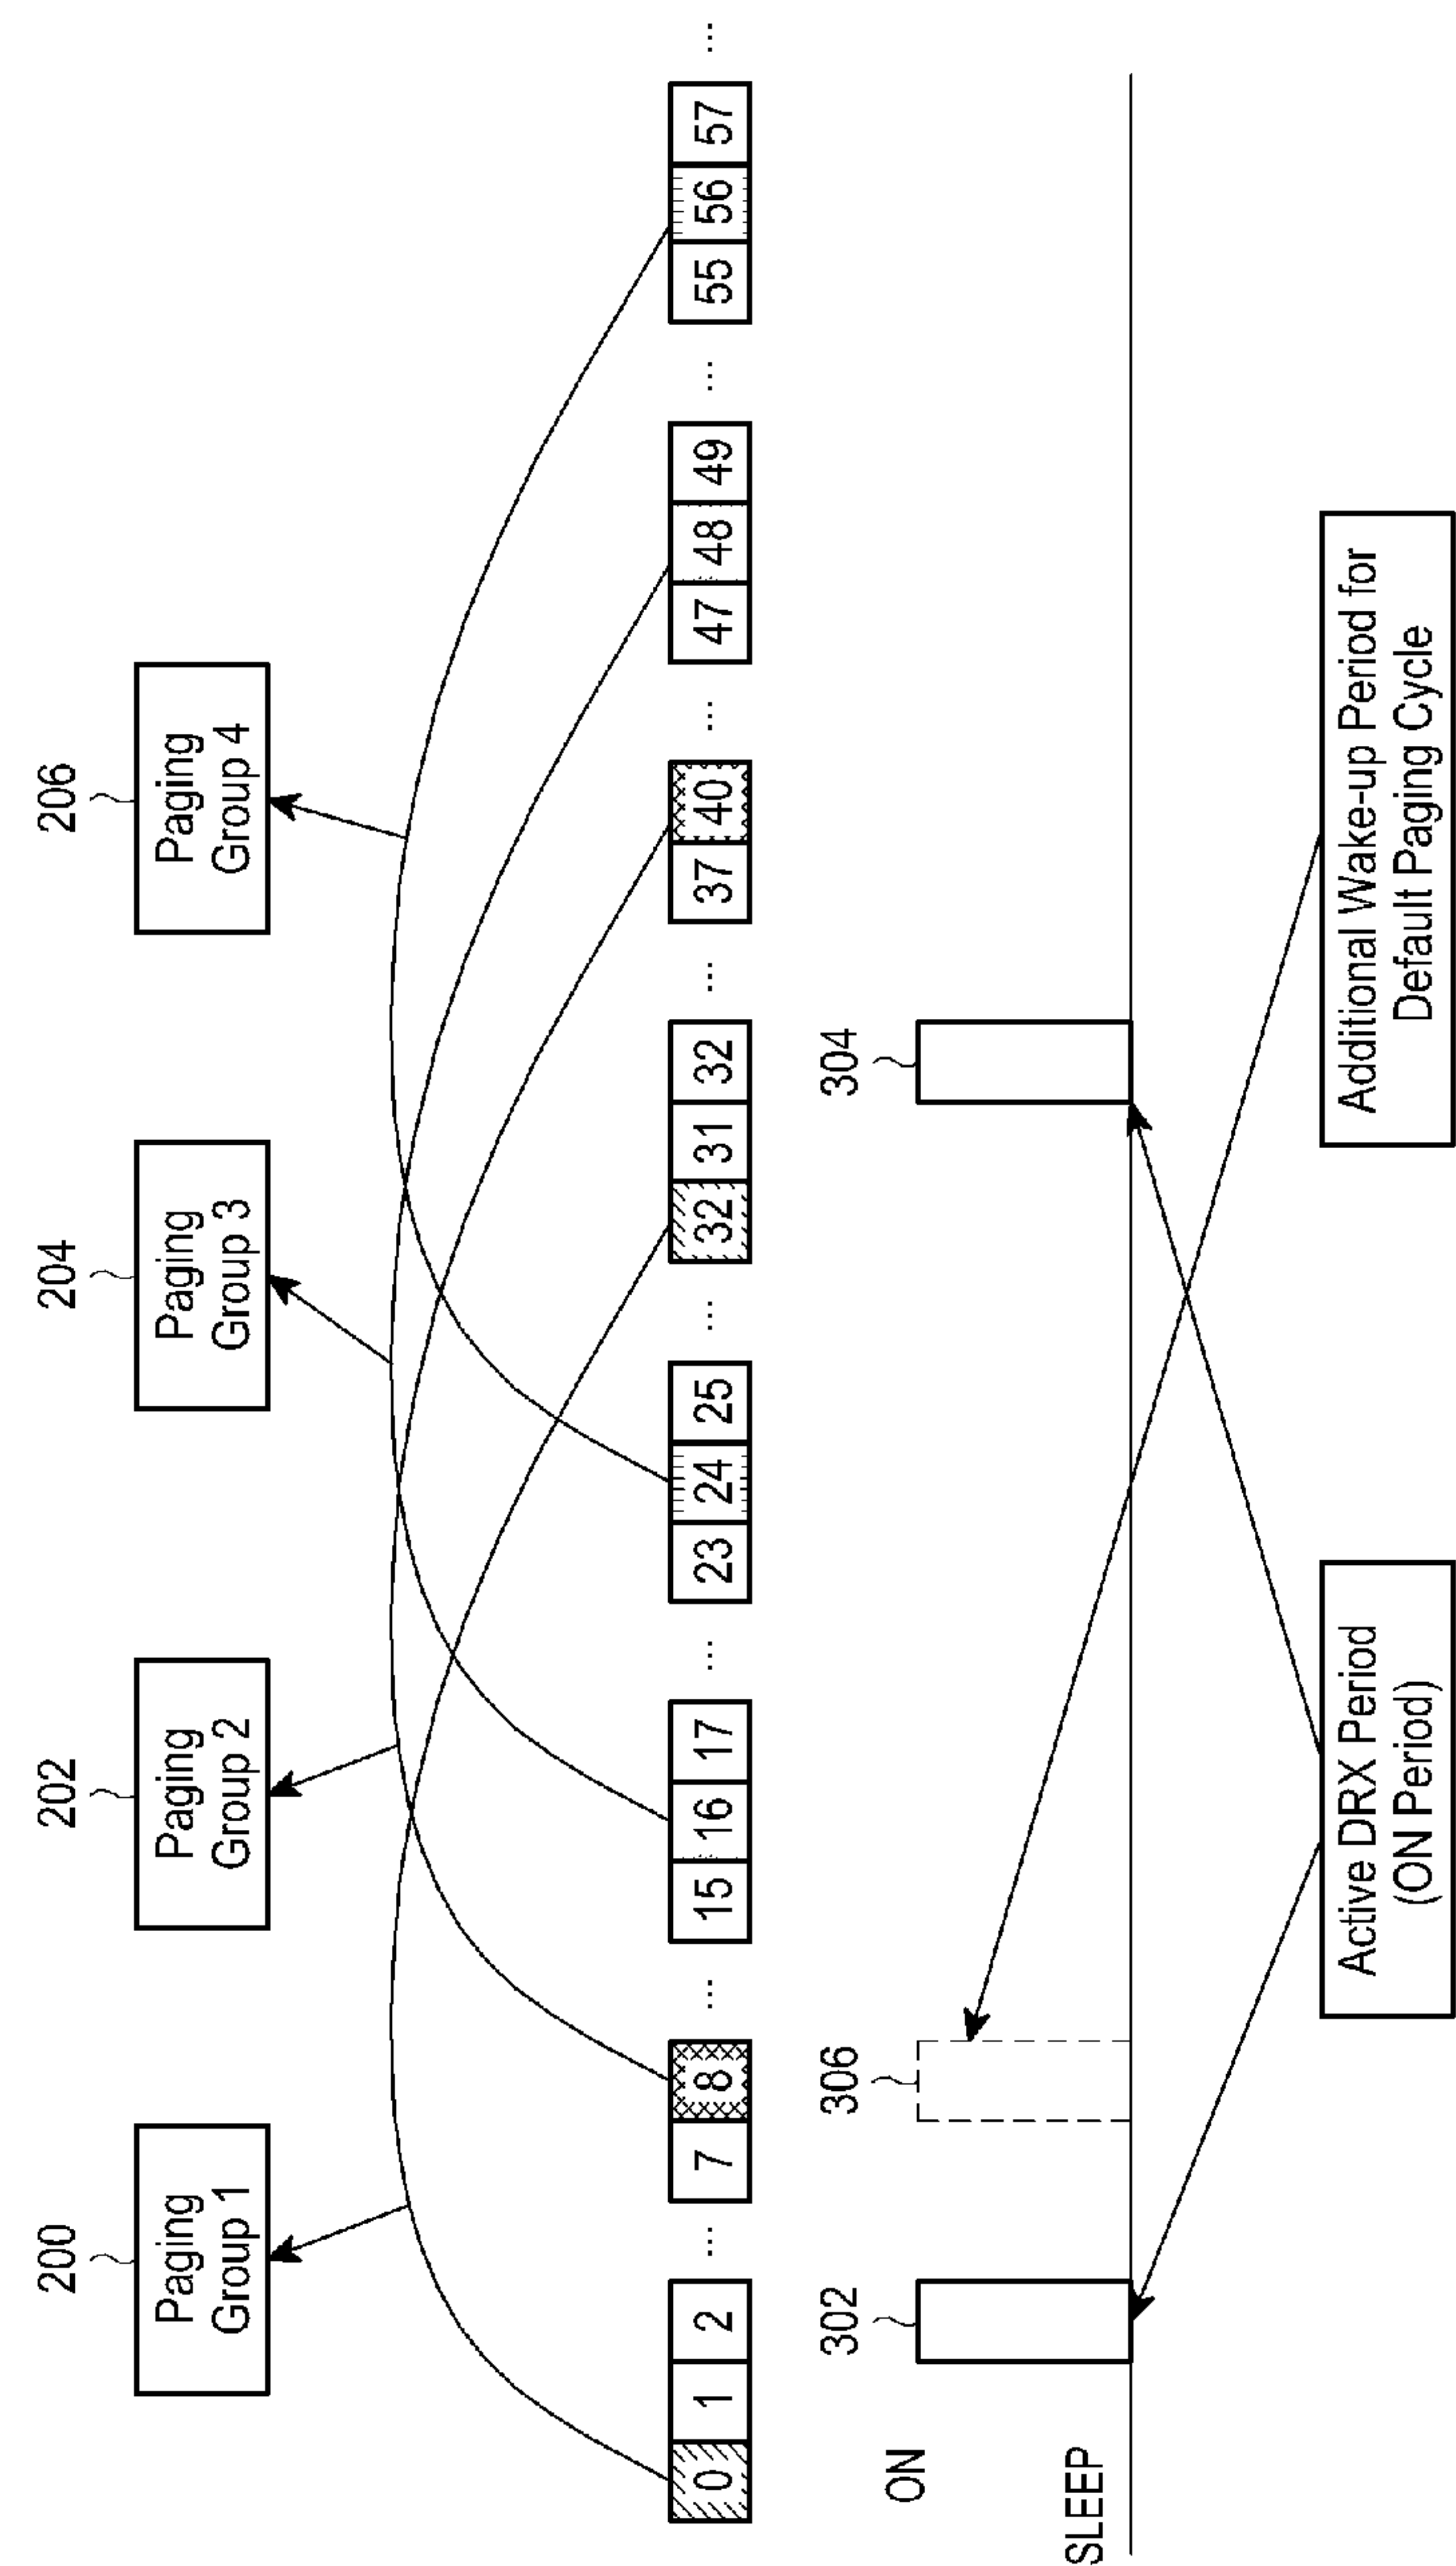 200
202
204
206
Paging
Group 1
Paging
Group 2
Paging
Group 3
Paging
Group 4
0 1 2 ... 7 8 ... 15 16 17 ... 23 24 25 ... 32 31 32 ... 37 40 ... 47 48 49 ... 55 56 57 ...
302
306
304
ON
SLEEP
Active DRX Period
(ON Period)
Additional Wake-up Period for
Default Paging Cycle